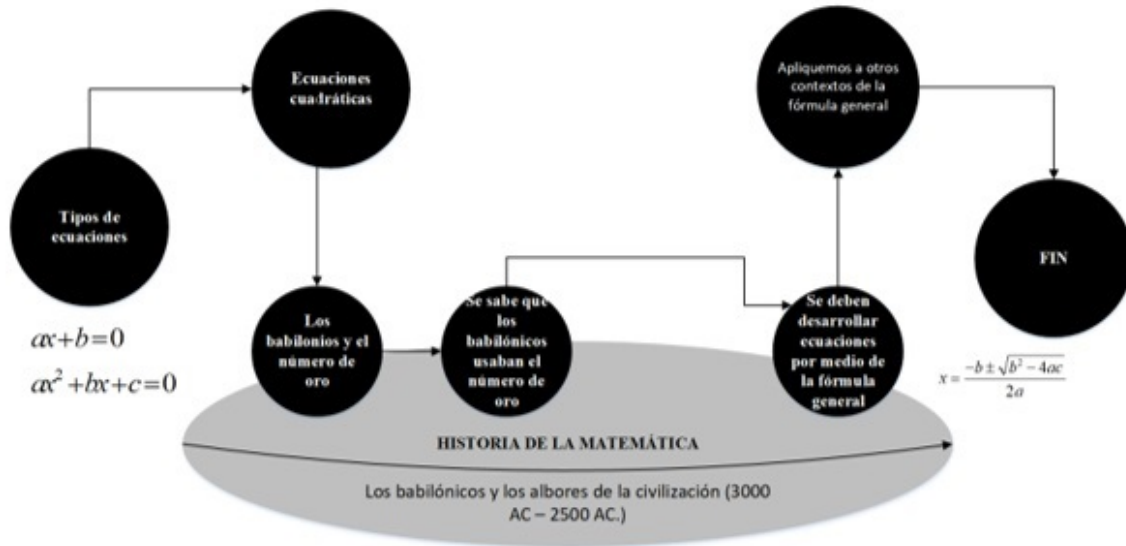 Tipos de
ecuaciones
ax+b=0
ax²+bx+c=0
Ecuaciones
cuadráticas
Los
babilonios y el
número de
oro
Se sabe que
los
babilónicos
usaban el
número de
oro
Se deben
desarrollar
ecuaciones
por medio de
la fórmula
general
Apliquemos a otros
contextos de la
fórmula general
FIN
x = (-b ± √(b² - 4ac)) / 2a
HISTORIA DE LA MATEMÁTICA
Los babilónicos y los albores de la civilización (3000
AC – 2500 AC.)